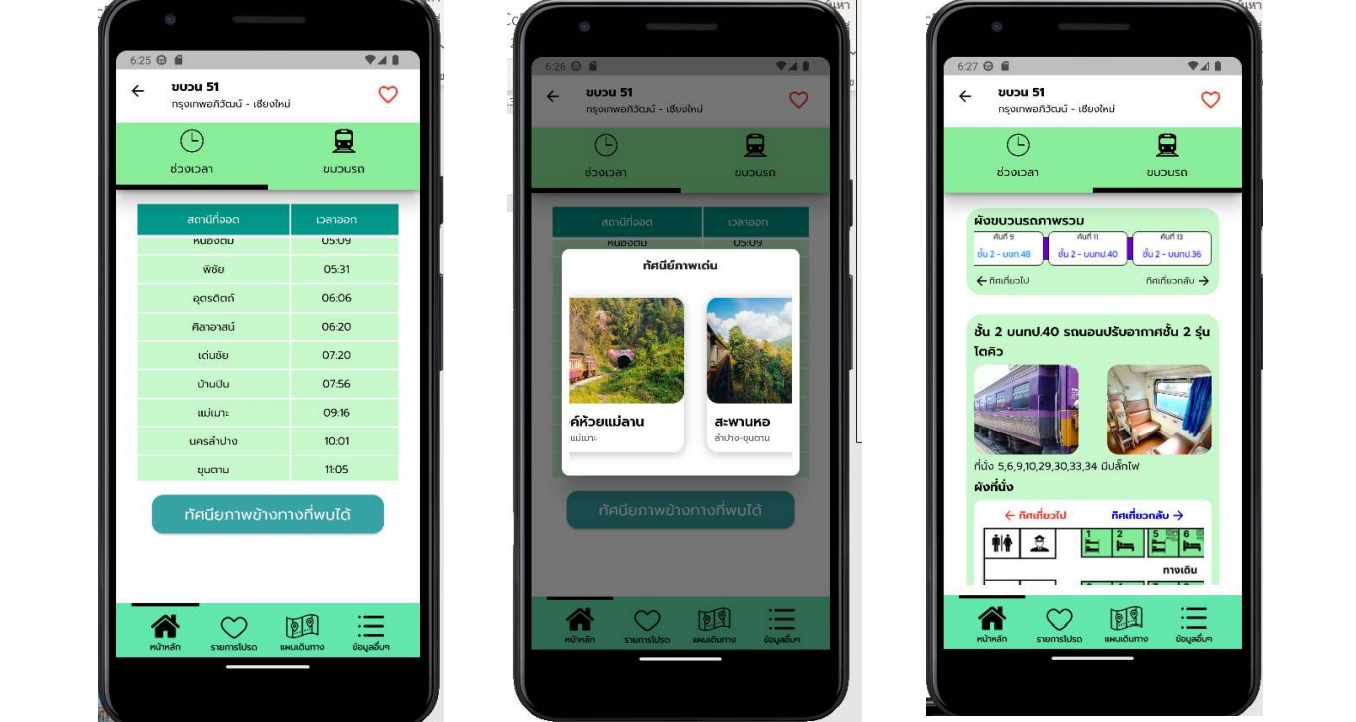 6:25
ขบวน 51
กรุงเทพอภิวัฒน์ - เชียงใหม่
ช่วงเวลา
ขบวนรถ
สถานีที่จอด เวลาออก
หนองตม 05:09
พิชัย 05:31
อุตรดิตถ์ 06:06
ศิลาอาสน์ 06:20
เด่นชัย 07:20
บ้านปิน 07:56
แม่เมาะ 09:16
นครลำปาง 10:01
ขุนตาน 11:05
ทัศนียภาพข้างทางที่พบได้
หน้าหลัก รายการโปรด แผนเดินทาง ข้อมูลอื่นๆ
6:26
ขบวน 51
กรุงเทพอภิวัฒน์ - เชียงใหม่
ช่วงเวลา
ขบวนรถ
สถานีที่จอด เวลาออก
หนองตม 05:09
ทัศนีย์ภาพเด่น
ค์ห้วยแม่ลาน
แม่เมาะ
สะพานหอ
ลำปาง-ขุนตาน
ทัศนียภาพข้างทางที่พบได้
หน้าหลัก รายการโปรด แผนเดินทาง ข้อมูลอื่นๆ
6:27
ขบวน 51
กรุงเทพอภิวัฒน์ - เชียงใหม่
ช่วงเวลา
ขบวนรถ
ผังขบวนรถภาพรวม
คันที่ 9 คันที่ 11 คันที่ 13
ชั้น 2 - บชท.48 ชั้น 2 - บนทป.40 ชั้น 2 - บนทป.36
←ทิศเที่ยวไป ทิศเที่ยวกลับ →
ชั้น 2 บนทป.40 รถนอนปรับอากาศชั้น 2 รุ่น
โตคิว
ที่นั่ง 5,6,9,10,29,30,33,34 มีปลั๊กไฟ
ผังที่นั่ง
← ทิศเที่ยวไป ทิศเที่ยวกลับ →
1 2 5 6
ทางเดิน
หน้าหลัก รายการโปรด แผนเดินทาง ข้อมูลอื่นๆ